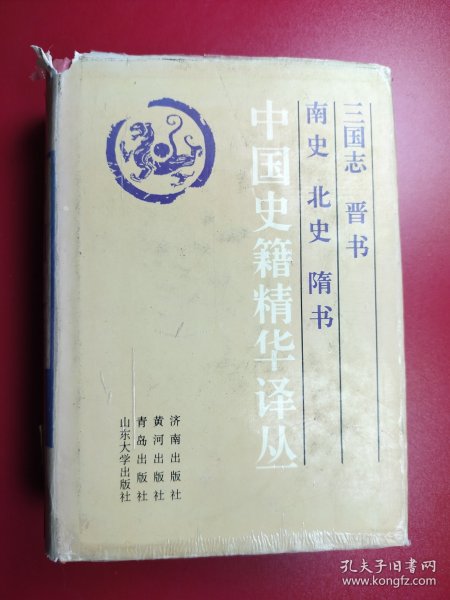 三国志 晋书
南史 北史 隋书
中国史籍精华译丛
济南出版社
黄河出版社
青岛出版社
山东大学出版社
孔夫子旧书网
www.kongfz.com